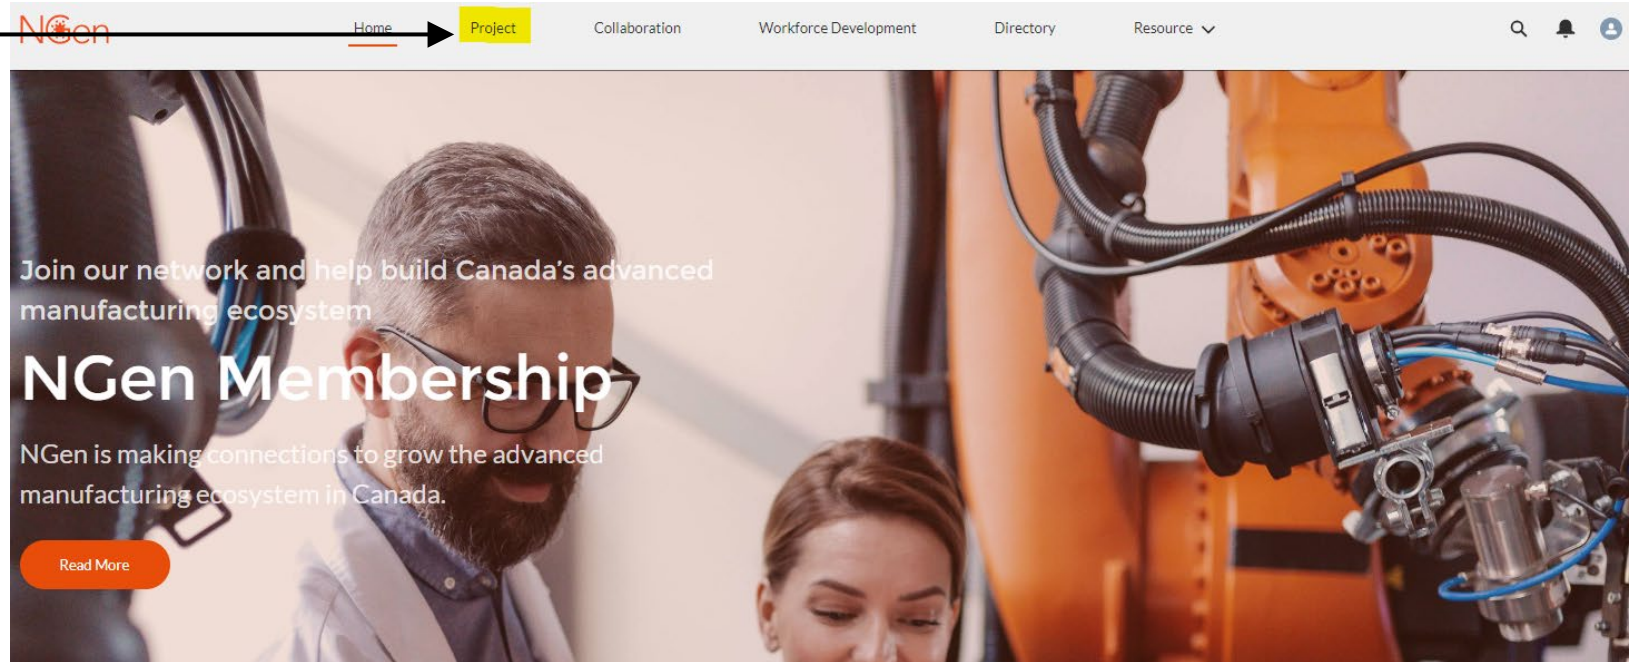 NGen
Home Project Collaboration Workforce Development Directory Resource
Join our network and help build Canada's advanced
manufacturing ecosystem
NGen Membership
NGen is making connections to grow the advanced
manufacturing ecosystem in Canada.
Read More